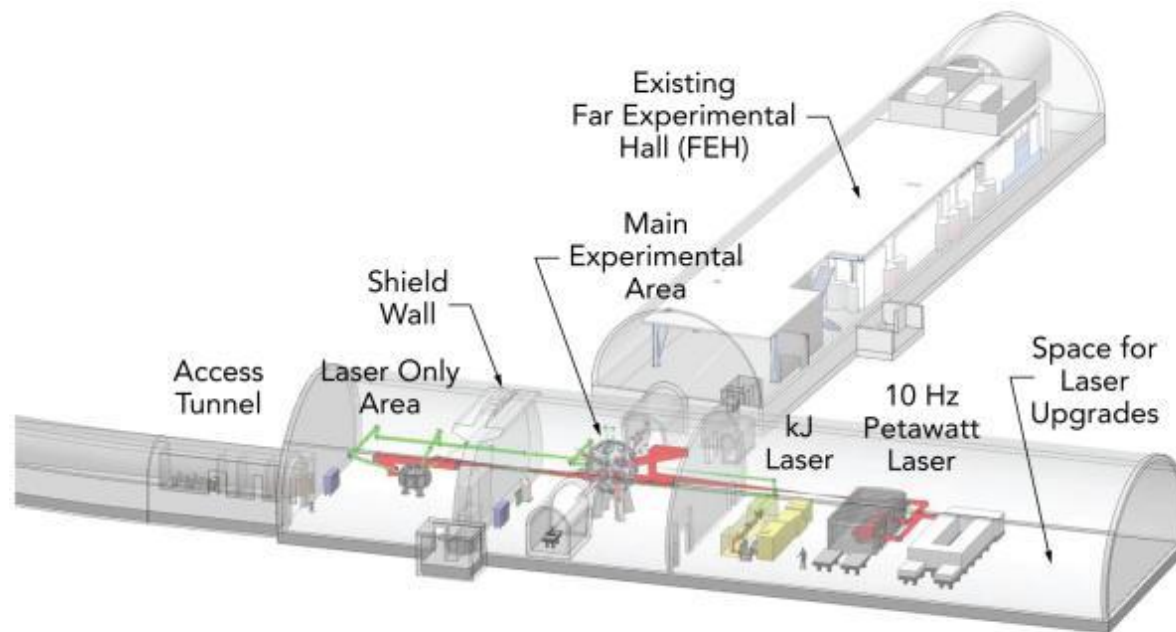 Existing
Far Experimental
Hall (FEH)
Main
Experimental
Area
Shield
Wall
Access
Tunnel
Laser Only
Area
kJ
Laser
10 Hz
Petawatt
Laser
Space for
Laser
Upgrades